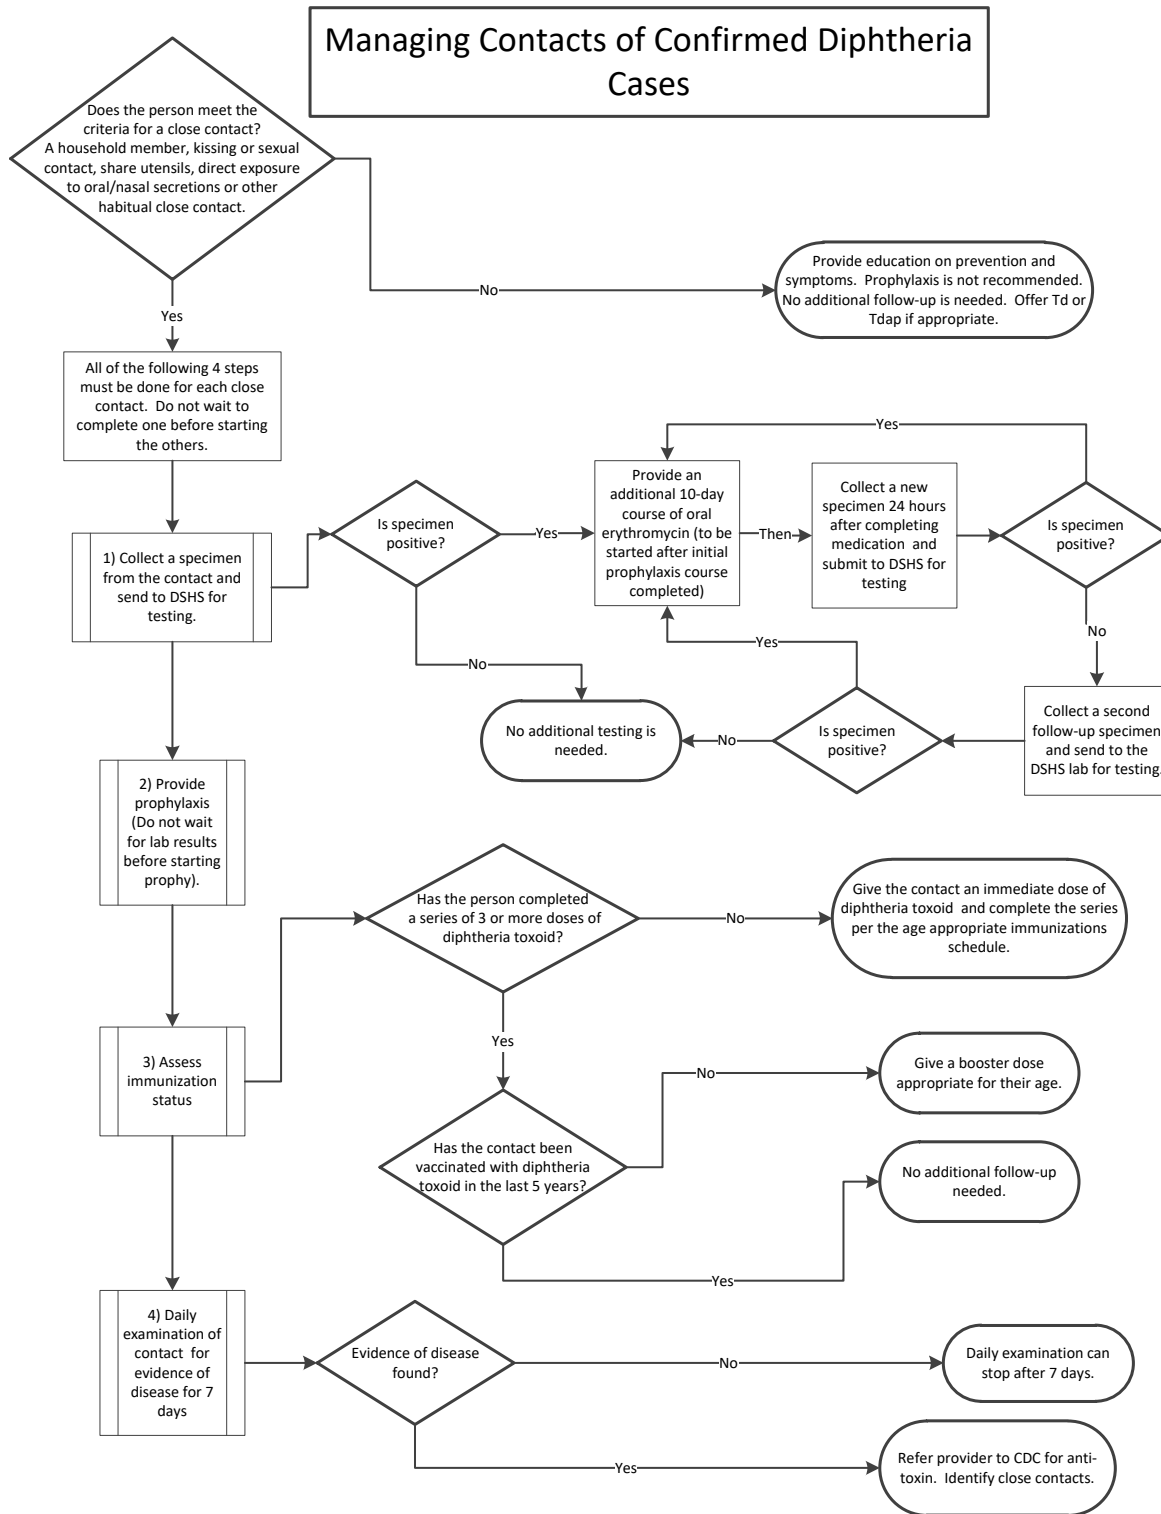 Managing Contacts of Confirmed Diphtheria
Cases
Does the person meet the
criteria for a close contact?
A household member, kissing or sexual
contact, share utensils, direct exposure
to oral/nasal secretions or other
habitual close contact.
No
Provide education on prevention and
symptoms. Prophylaxis is not recommended.
No additional follow-up is needed. Offer Td or
Tdap if appropriate.
Yes
All of the following 4 steps
must be done for each close
contact. Do not wait to
complete one before starting
the others.
1) Collect a specimen
from the contact and
send to DSHS for
testing.
Is specimen
positive?
Yes
Provide an
additional 10-day
course of oral
erythromycin (to be
started after initial
prophylaxis course
completed)
Then
Collect a new
specimen 24 hours
after completing
medication and
submit to DSHS for
testing
Is specimen
positive?
Yes
No
Collect a second
follow-up specimen
and send to the
DSHS lab for testing.
Is specimen
positive?
Yes
No
No
No additional testing is
needed.
2) Provide
prophylaxis
(Do not wait
for lab results
before starting
prophy).
3) Assess
immunization
status
Has the person completed
a series of 3 or more doses of
diphtheria toxoid?
No
Give the contact an immediate dose of
diphtheria toxoid and complete the series
per the age appropriate immunizations
schedule.
Yes
Has the contact been
vaccinated with diphtheria
toxoid in the last 5 years?
No
Give a booster dose
appropriate for their age.
Yes
No additional follow-up
needed.
4) Daily
examination of
contact for
evidence of
disease for 7
days
Evidence of disease
found?
No
Daily examination can
stop after 7 days.
Yes
Refer provider to CDC for anti-
toxin. Identify close contacts.